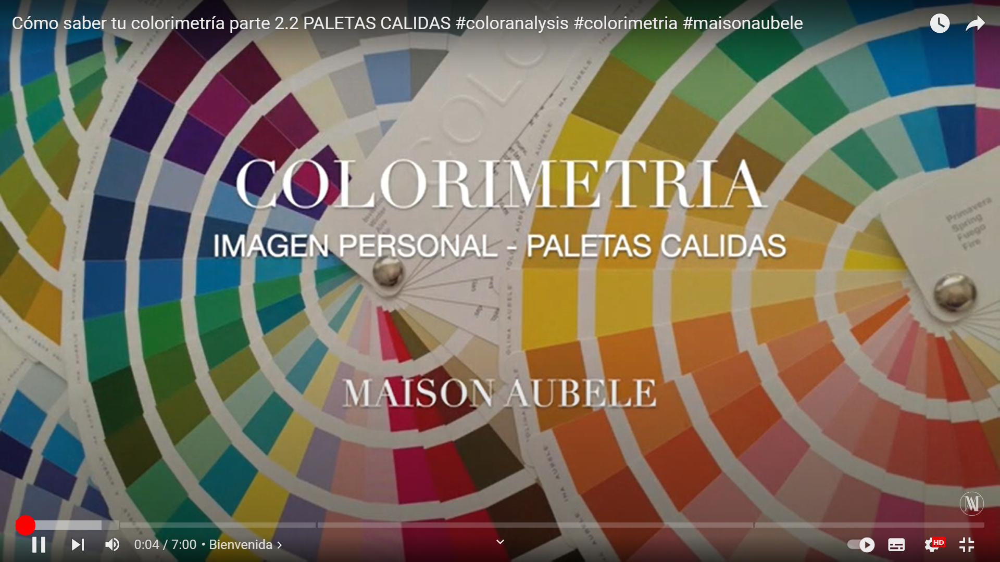 Cómo saber tu colorimetría parte 2.2 PALETAS CALIDAS #coloranalysis #colorimetria #maisonaubele
COLO
COLORIMETRIA
IMAGEN PERSONAL - PALETAS CALIDAS
Primavera
Spring
Fuego
Fire
MAISON AUBELE
0:04 / 7:00 • Bienvenida
HD